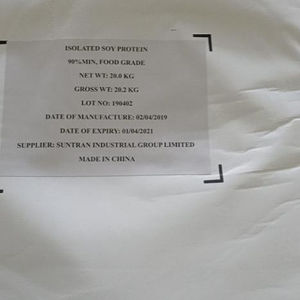 ISOLATED SOY PROTEIN
90%MIN, FOOD GRADE
NET WT: 20.0 KG
GROSS WT: 20.2 KG
LOT NO: 190402
DATE OF MANUFACTURE: 02/04/2019
DATE OF EXPIRY: 01/04/2021
SUPPLIER: SUNTRAN INDUSTRIAL GROUP LIMITED
MADE IN CHINA